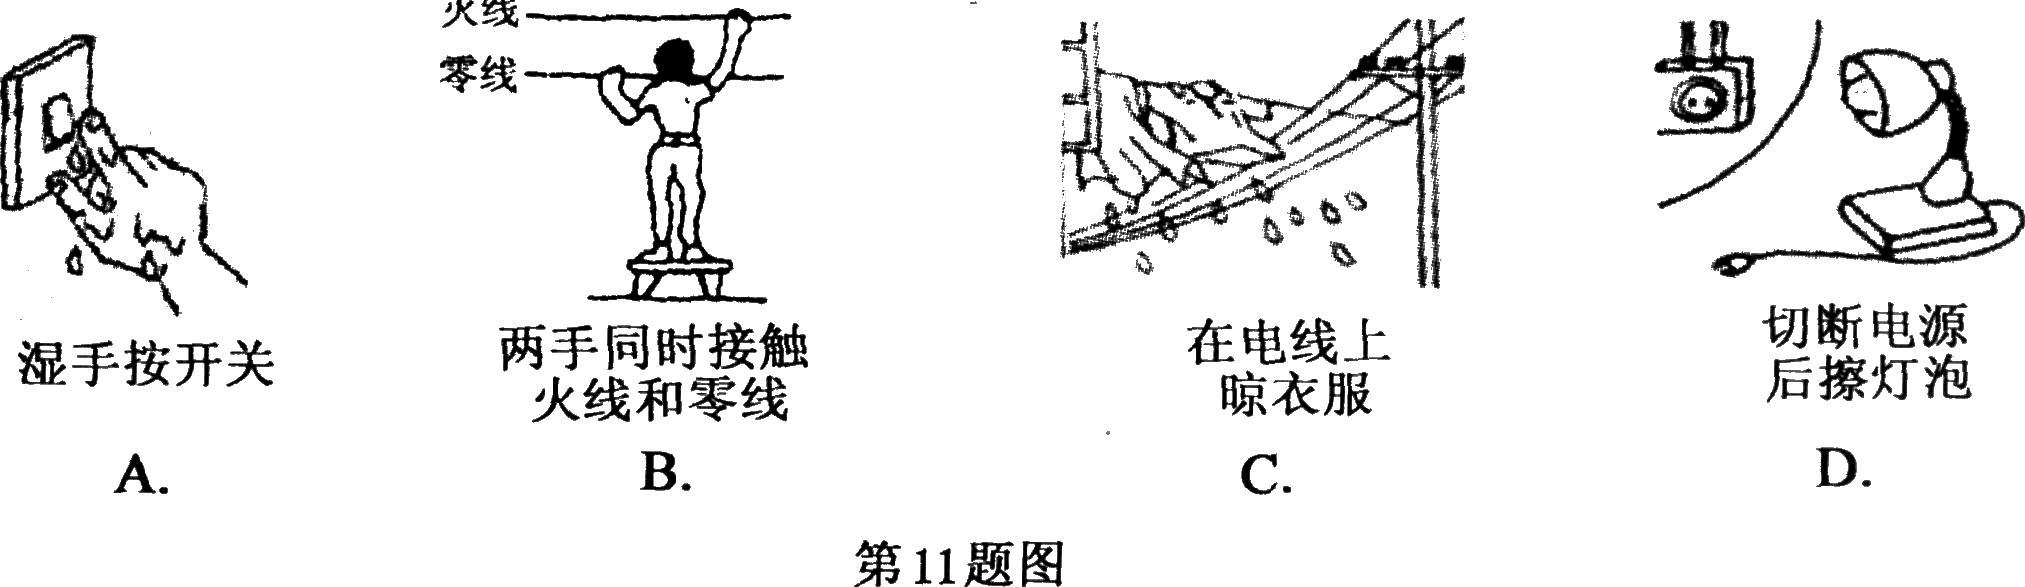 火线
零线
湿手按开关
两手同时接触
火线和零线
在电线上
晾衣服
切断电源
后擦灯泡
A.
B.
C.
D.
第11题图